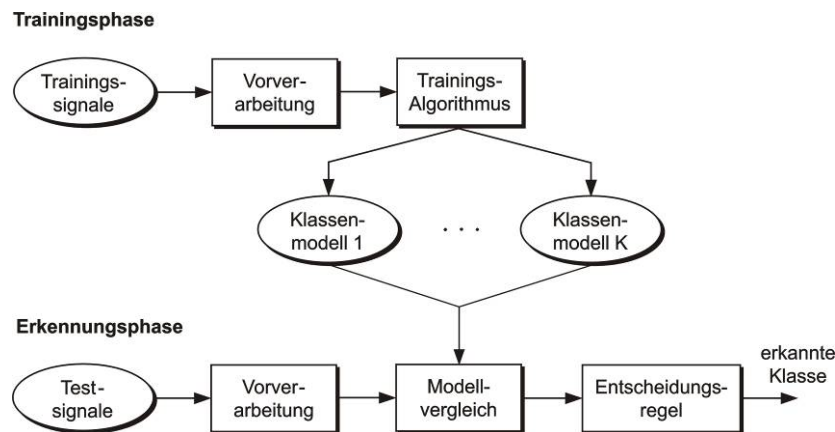 Trainingsphase
Trainings-
signale
Vorver-
arbeitung
Trainings-
Algorithmus
Klassen-
modell 1
. . .
Klassen-
modell K
Erkennungsphase
Test-
signale
Vorver-
arbeitung
Modell-
vergleich
Entscheidungs-
regel
erkannte
Klasse